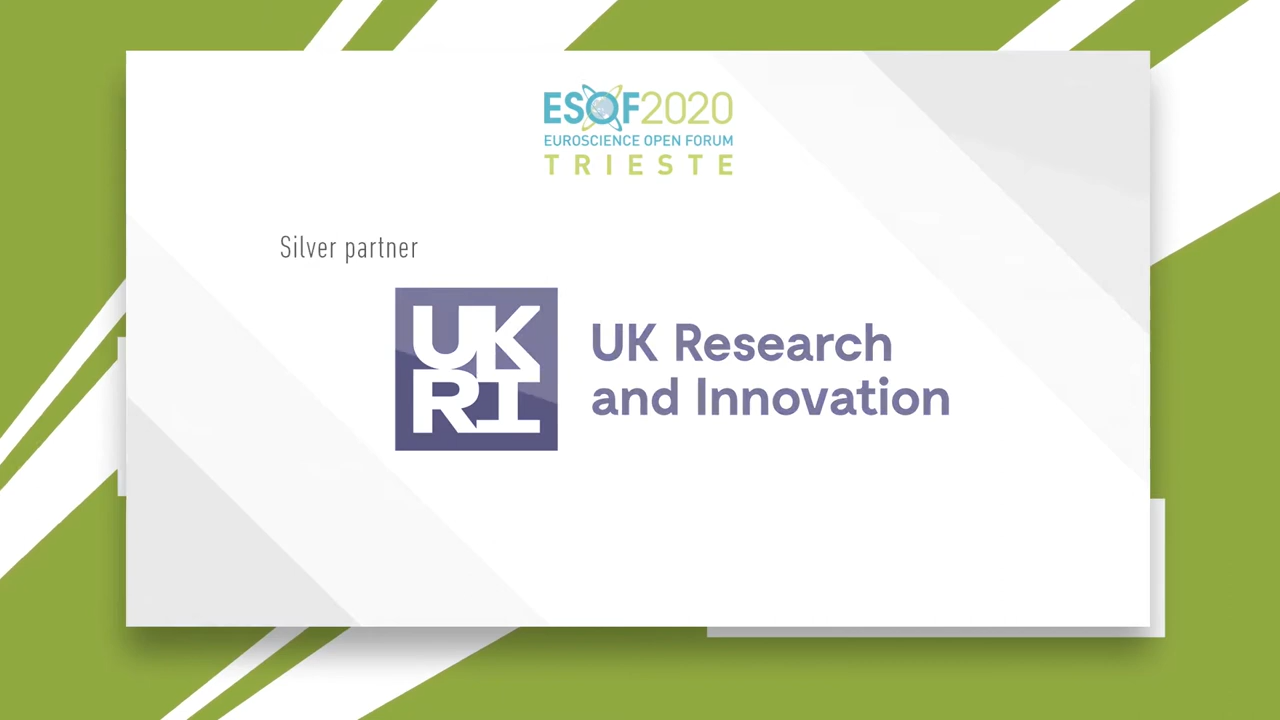 ESOF2020
EUROSCIENCE OPEN FORUM
TRIESTE
Silver partner
UK
RI
UK Research
and Innovation